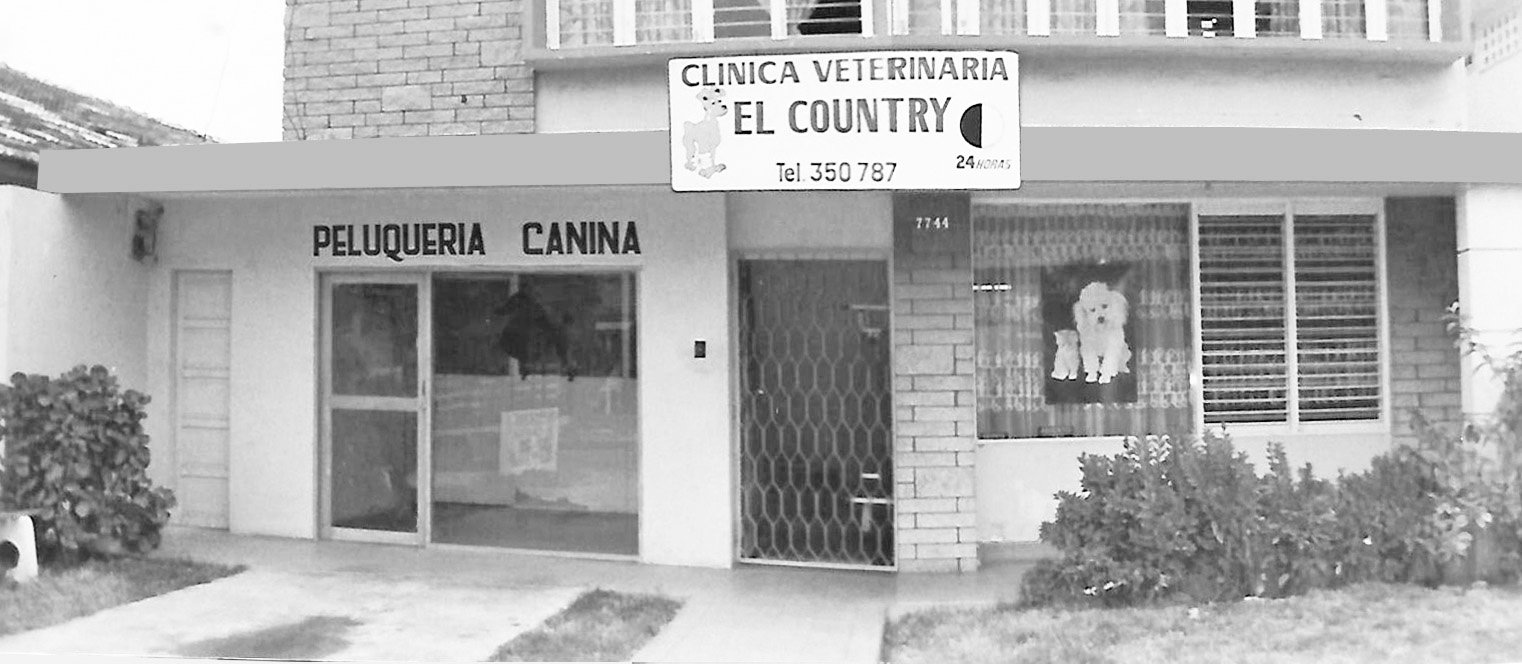 CLINICA VETERINARIA
EL COUNTRY
24 HORAS
Tel. 350 787
PELUQUERIA CANINA
7744